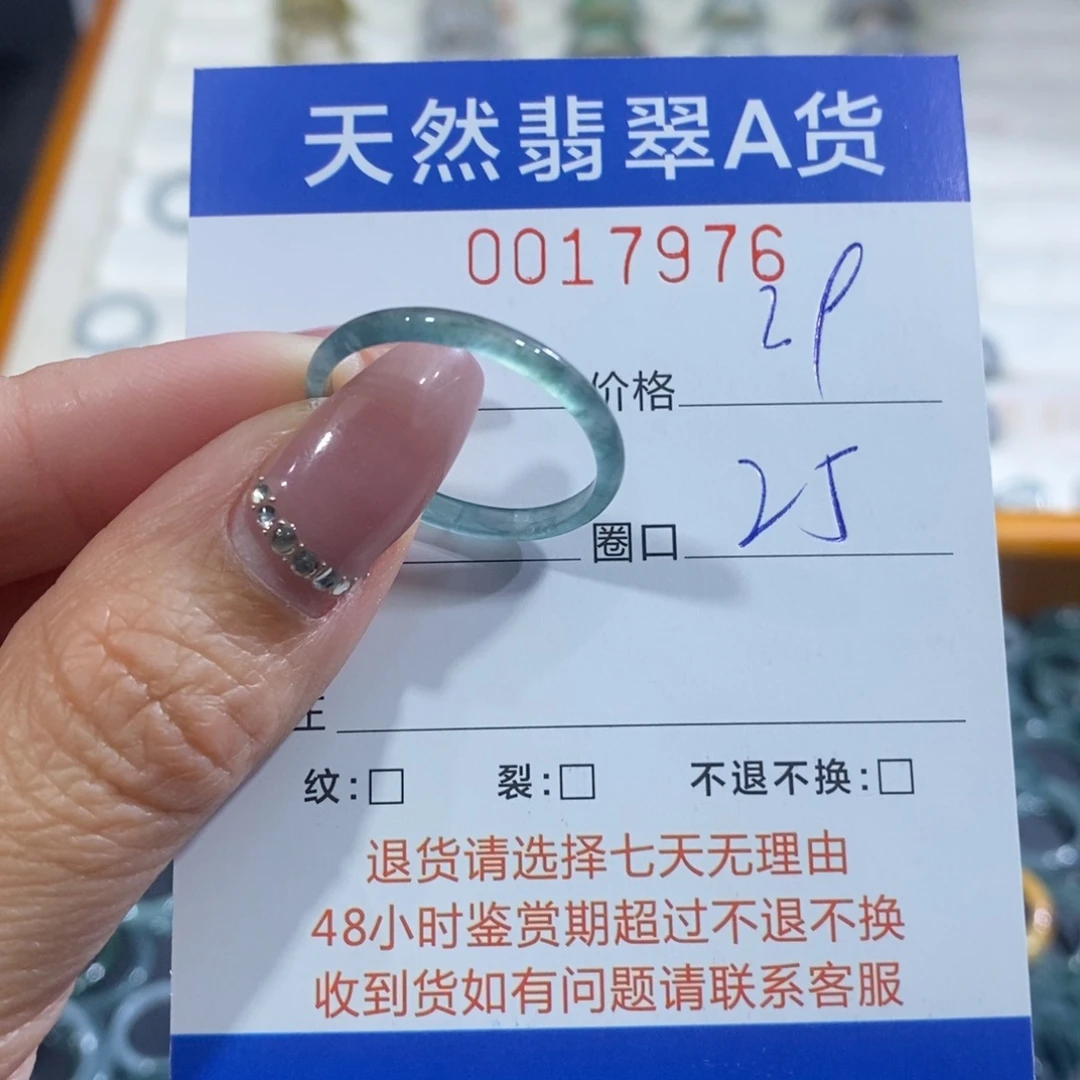 天然翡翠A货
0017976
价格
圈口 25
纹:□ 裂:□ 不退不换:□
退货请选择七天无理由
48小时鉴赏期超过不退不换
收到货如有问题请联系客服